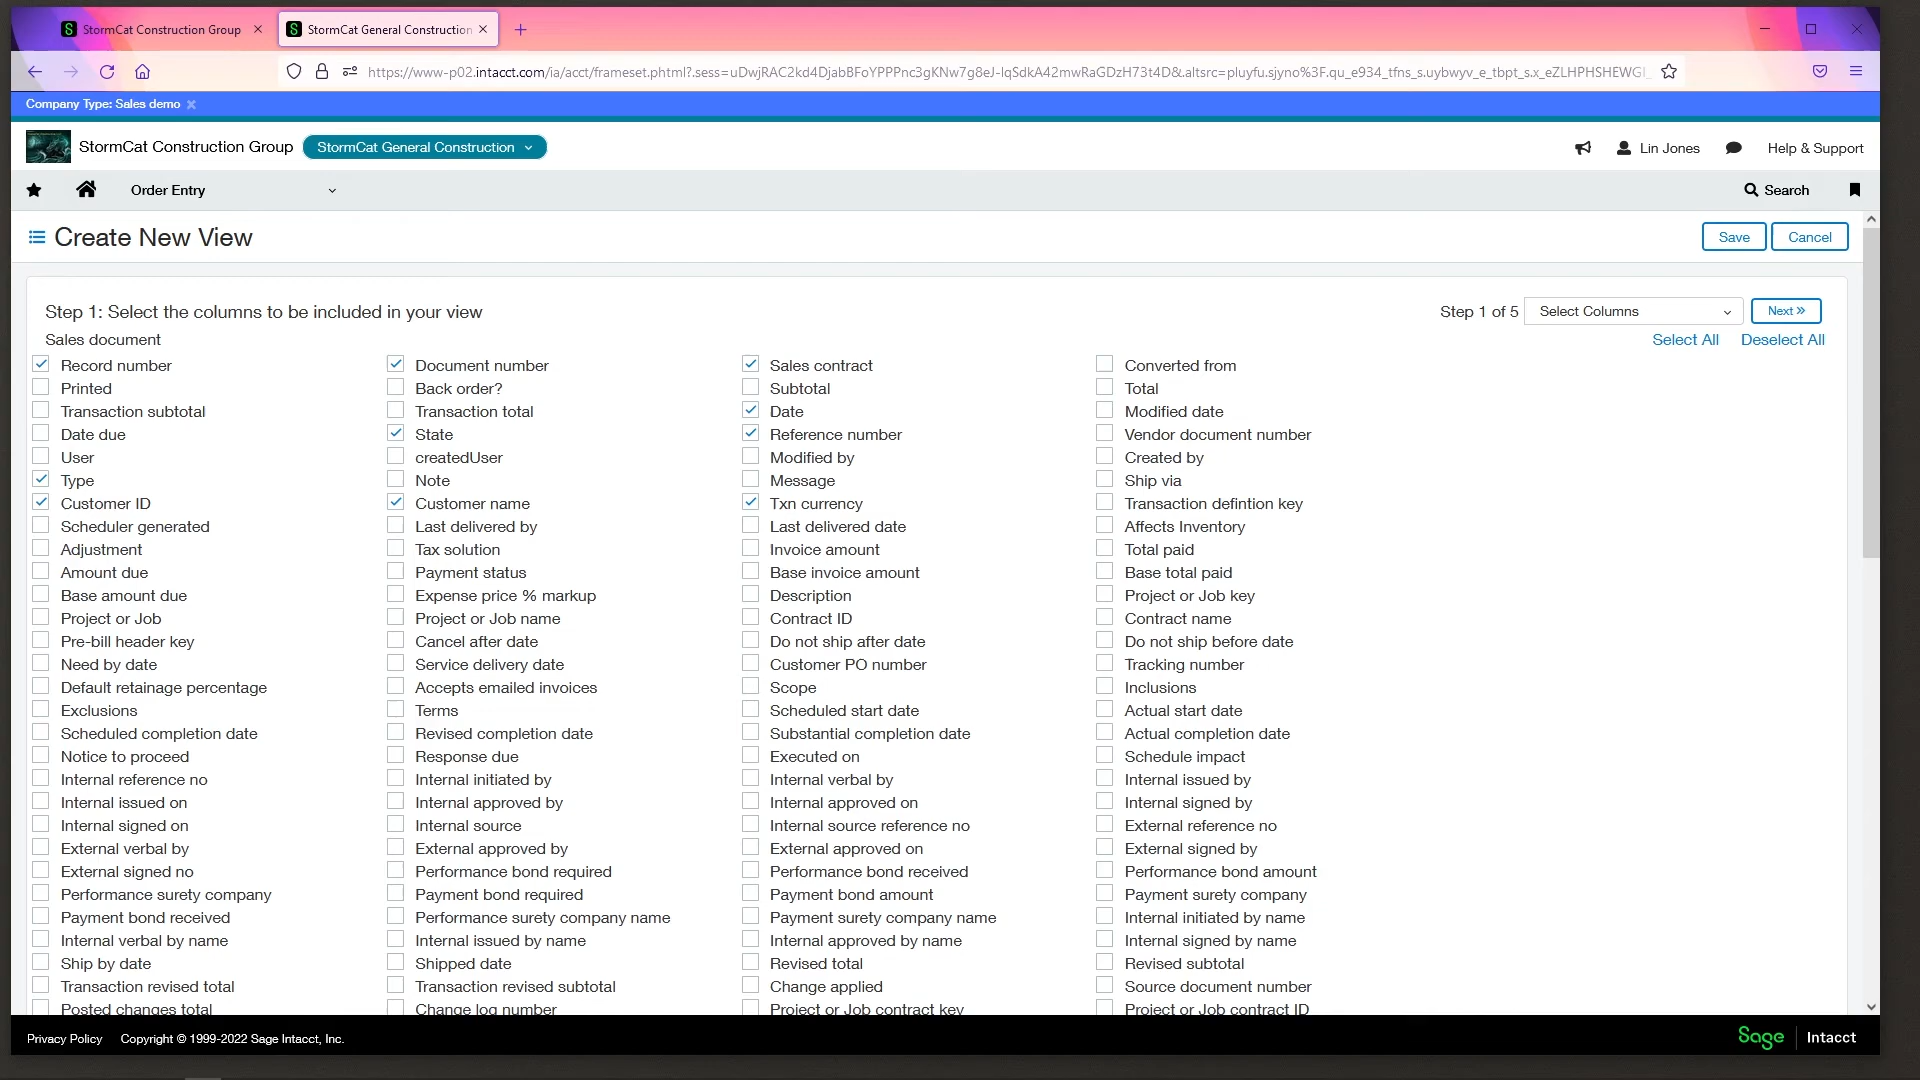 StormCat Construction Group
StormCat General Construction
https://www-p02.intacct.com/ia/acct/frameset.phtml?.sess=uDwjRAC2kd4DjabBFoYPPPnc3gKNw7g8eJ-IqSdkA42mwRaGDzH73t4D&.altsrc=pluyfu.sjyno%3F.qu_e934_tfns_s.uybwyv_e_tbpt_s.x_eZLHPHSHEWGI_
Company Type: Sales demo
StormCat Construction Group StormCat General Construction Lin Jones Help & Support
Order Entry Search
Create New View Save Cancel
Step 1: Select the columns to be included in your view Step 1 of 5 Select Columns Next »
Sales document Select All Deselect All
Record number Document number Sales contract Converted from
Printed Back order? Subtotal Total
Transaction subtotal Transaction total Date Modified date
Date due State Reference number Vendor document number
User createdUser Modified by Created by
Type Note Message Ship via
Customer ID Customer name Txn currency Transaction defintion key
Scheduler generated Last delivered by Last delivered date Affects Inventory
Adjustment Tax solution Invoice amount Total paid
Amount due Payment status Base invoice amount Base total paid
Base amount due Expense price % markup Description Project or Job key
Project or Job Project or Job name Contract ID Contract name
Pre-bill header key Cancel after date Do not ship after date Do not ship before date
Need by date Service delivery date Customer PO number Tracking number
Default retainage percentage Accepts emailed invoices Scope Inclusions
Exclusions Terms Scheduled start date Actual start date
Scheduled completion date Revised completion date Substantial completion date Actual completion date
Notice to proceed Response due Executed on Schedule impact
Internal reference no Internal initiated by Internal verbal by Internal issued by
Internal issued on Internal approved by Internal approved on Internal signed by
Internal signed on Internal source Internal source reference no External reference no
External verbal by External approved by External approved on External signed by
External signed no Performance bond required Performance bond received Performance bond amount
Performance surety company Payment bond required Payment bond amount Payment surety company
Payment bond received Performance surety company name Payment surety company name Internal initiated by name
Internal verbal by name Internal issued by name Internal approved by name Internal signed by name
Ship by date Shipped date Revised total Revised subtotal
Transaction revised total Transaction revised subtotal Change applied Source document number
Posted changes total Change log number Project or Job contract key Project or Job contract ID
Privacy Policy Copyright © 1999-2022 Sage Intacct, Inc. Sage Intacct